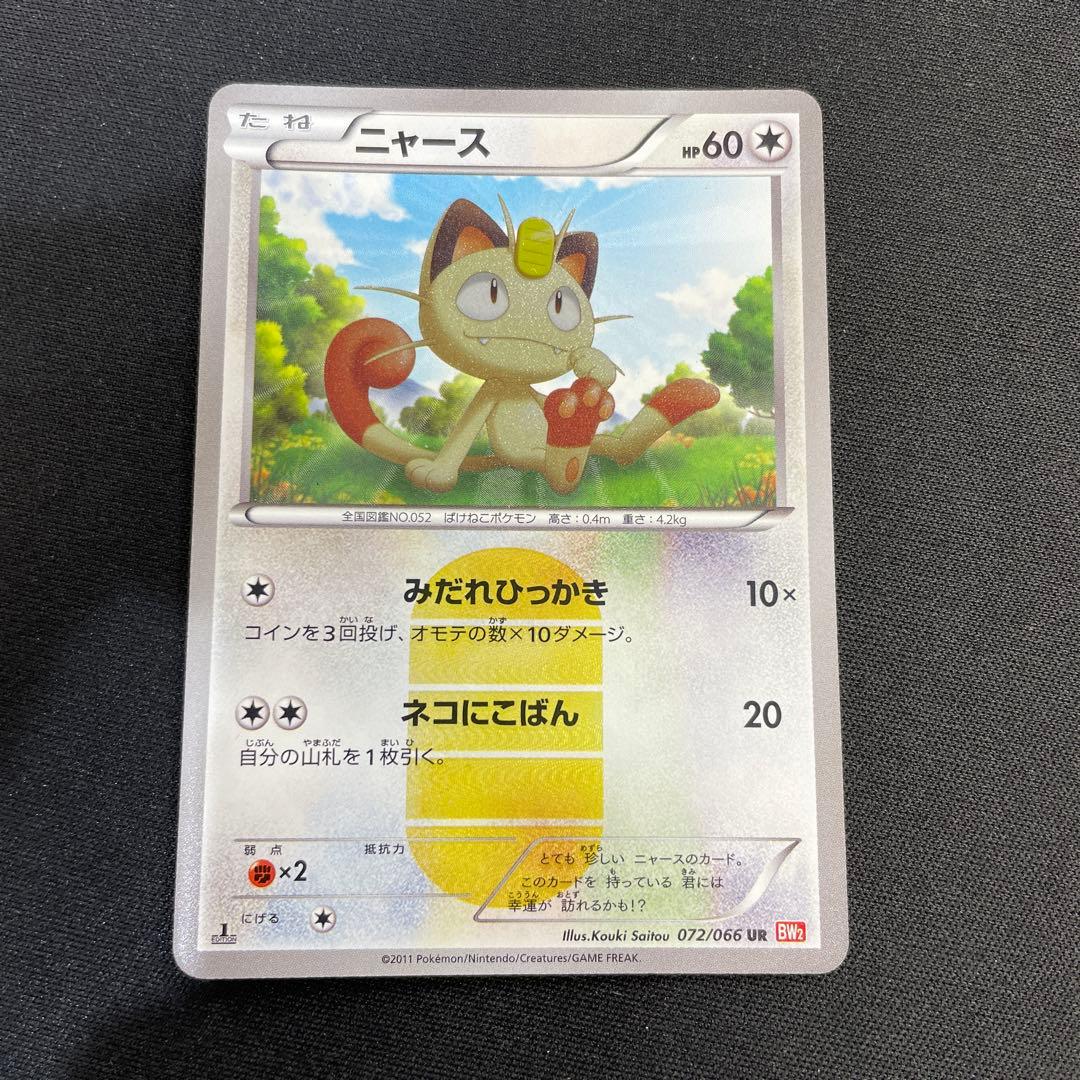 たね ニャース HP60
全国図鑑NO.052 ばけねこポケモン 高さ:0.4m 重さ:4.2kg
みだれひっかき 10×
コインを3回投げ、オモテの数×10ダメージ。
ネコにこばん 20
自分の山札を1枚引く。
弱点 抵抗力
×2
にげる
とても 珍しい ニャースのカード。
このカードを 持っている 君には
幸運が 訪れるかも!?
1 EDITION
Illus.Kouki Saitou 072/066 UR BW2
©2011 Pokémon/Nintendo/Creatures/GAME FREAK.